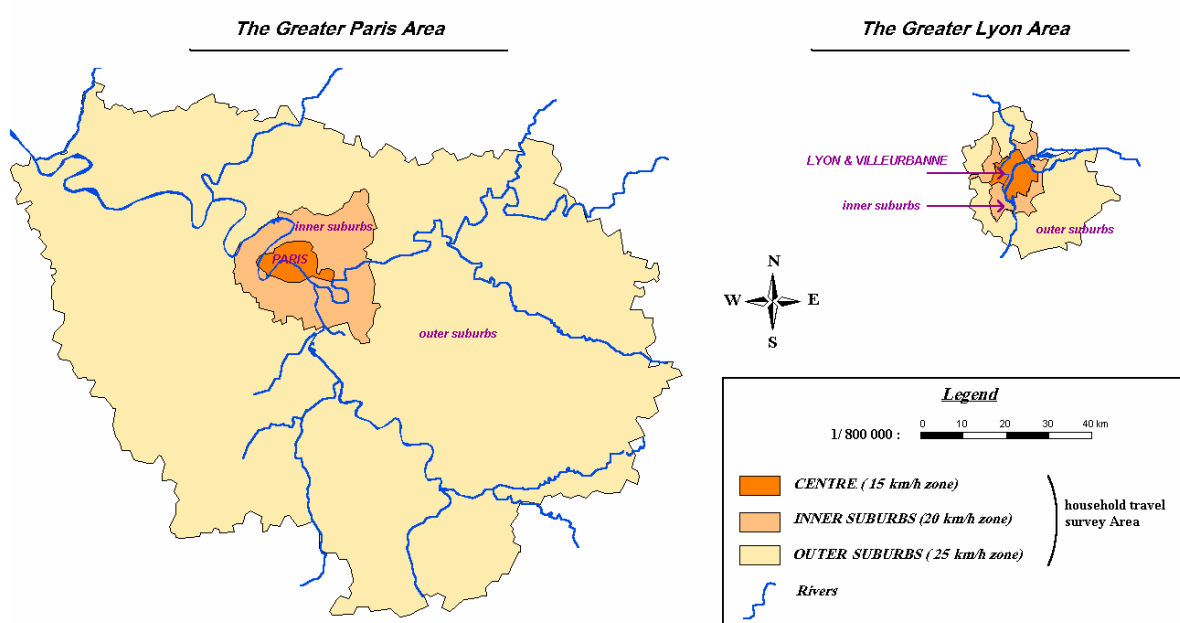 The Greater Paris Area
The Greater Lyon Area
LYON & VILLEURBANNE
inner suburbs
outer suburbs
inner suburbs
PARIS
outer suburbs
N
W
E
S
Legend
1/ 800 000 :
0 10 20 30 40 km
CENTRE ( 15 km/h zone)
INNER SUBURBS (20 km/h zone)
OUTER SUBURBS ( 25 km/h zone)
household travel
survey Area
Rivers